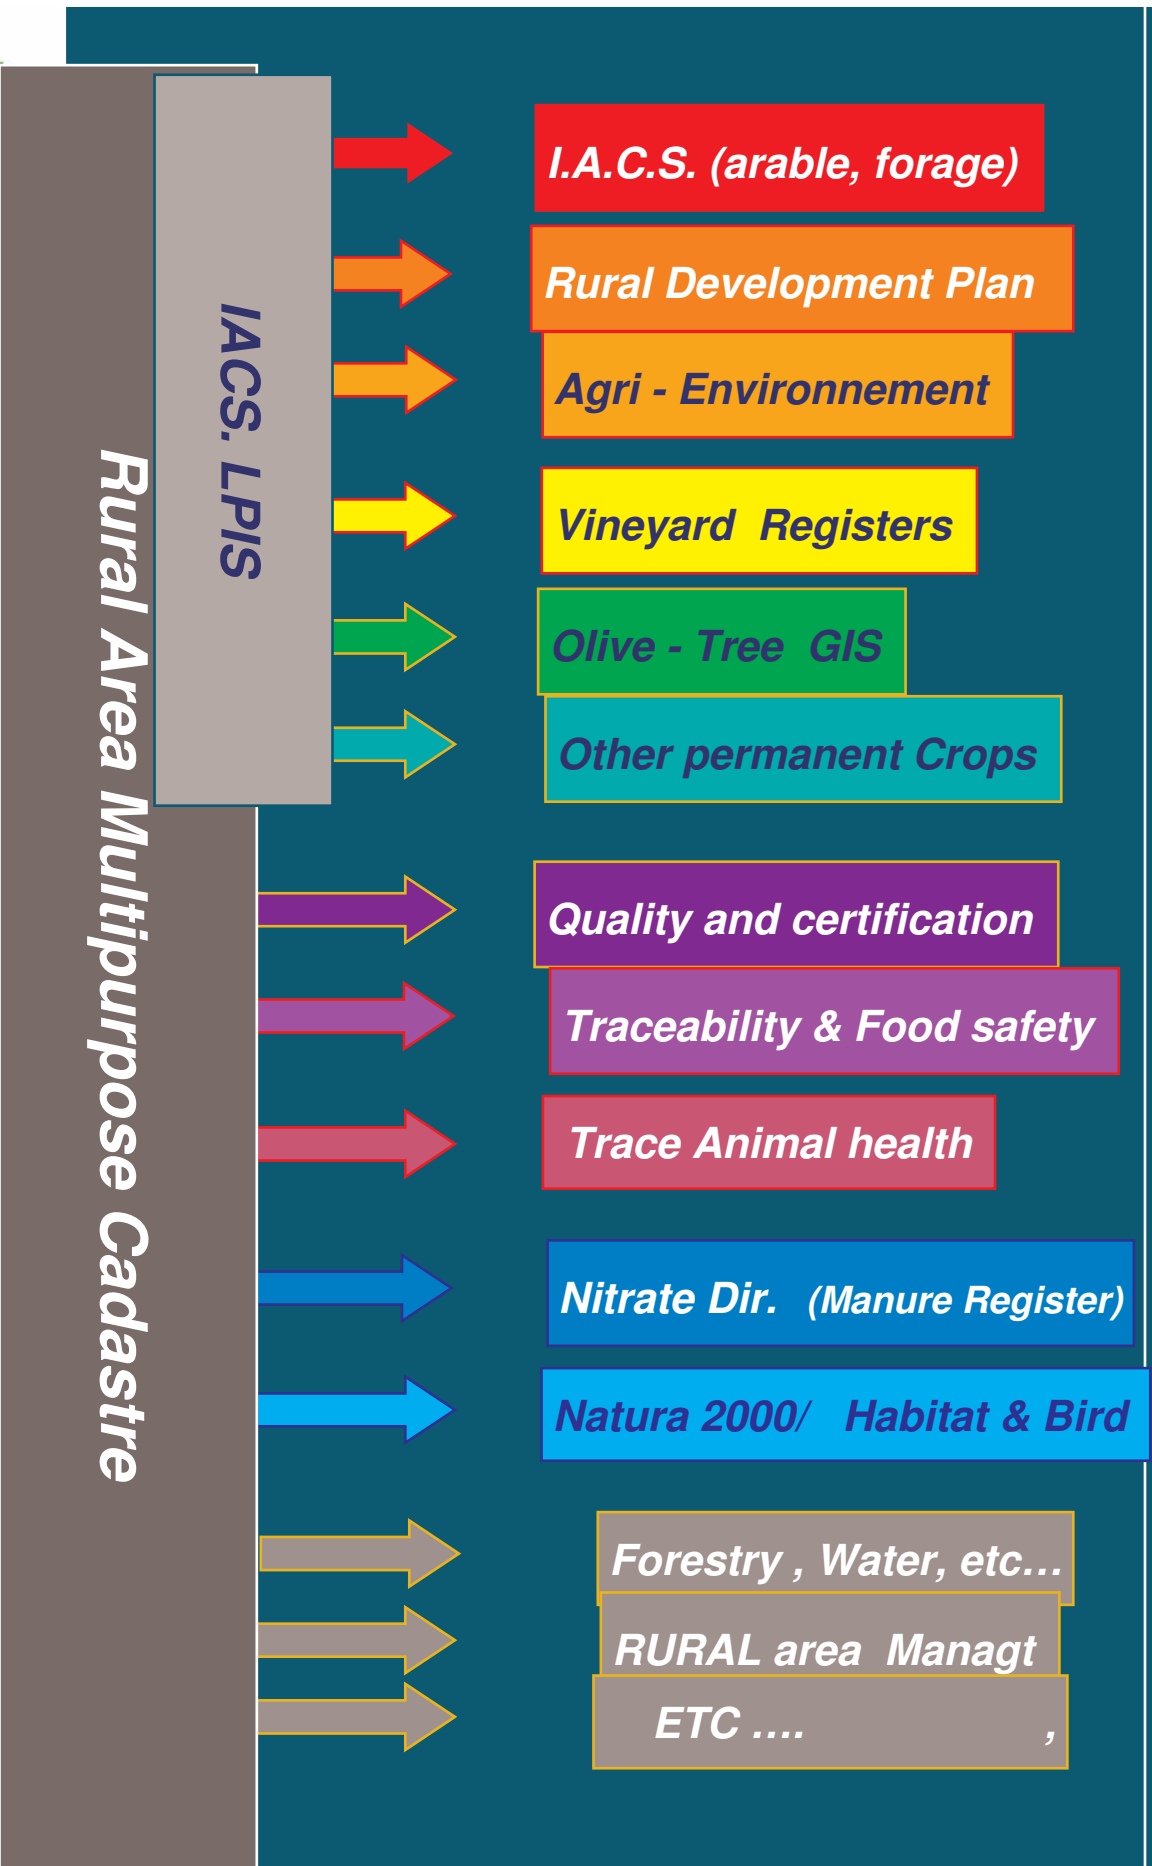 Rural Area Multipurpose Cadastre
IACS. LPIS
I.A.C.S. (arable, forage)
Rural Development Plan
Agri - Environnement
Vineyard Registers
Olive - Tree GIS
Other permanent Crops
Quality and certification
Traceability & Food safety
Trace Animal health
Nitrate Dir. (Manure Register)
Natura 2000/ Habitat & Bird
Forestry , Water, etc...
RURAL area Managt
ETC .... ,